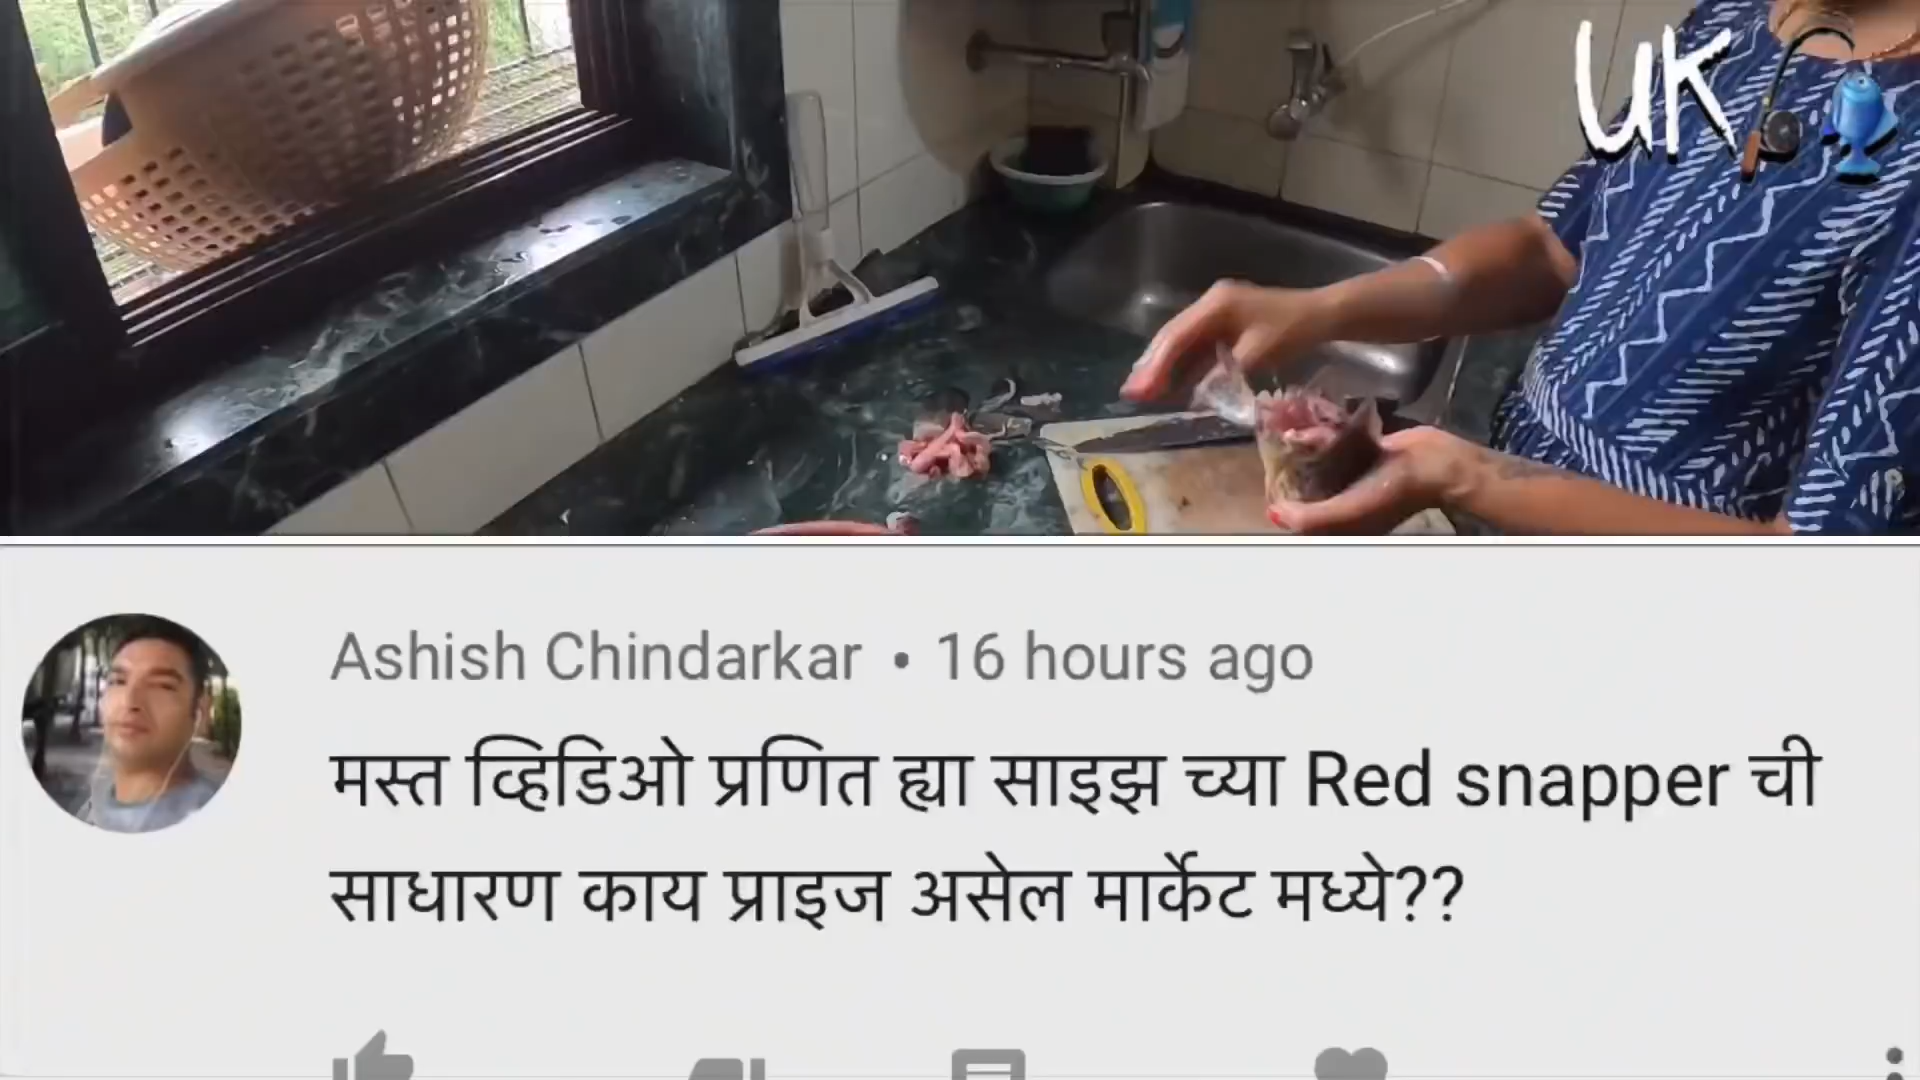 UK
Ashish Chindarkar • 16 hours ago
मस्त व्हिडिओ प्रणित ह्या साइझ च्या Red snapper ची
साधारण काय प्राइज असेल मार्केट मध्ये??